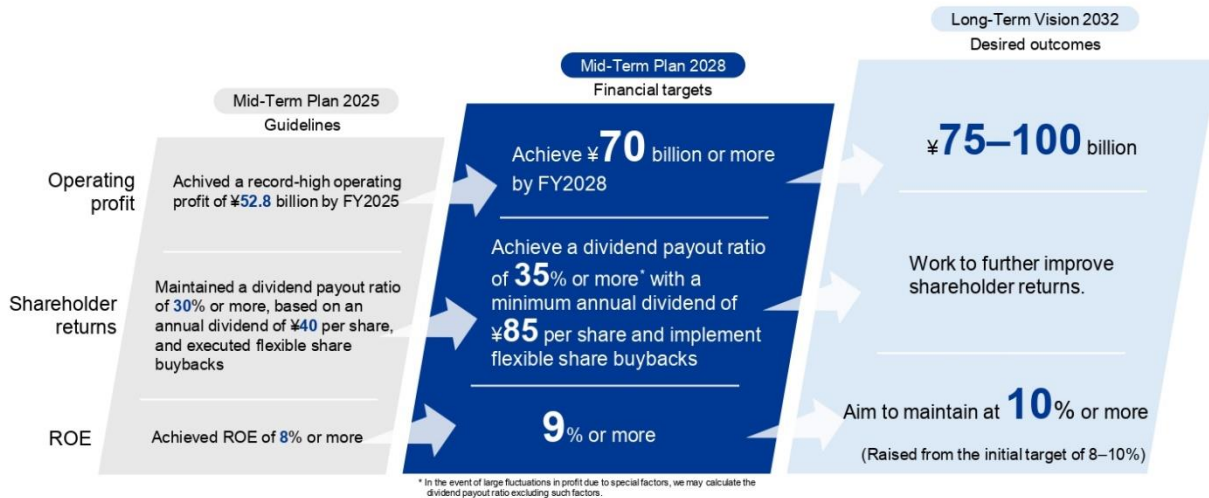 Mid-Term Plan 2025
Guidelines
Mid-Term Plan 2028
Financial targets
Long-Term Vision 2032
Desired outcomes
Operating
profit
Achived a record-high operating
profit of ¥52.8 billion by FY2025
Achieve ¥70 billion or more
by FY2028
¥75–100 billion
Shareholder
returns
Maintained a dividend payout ratio
of 30% or more, based on an
annual dividend of ¥40 per share,
and executed flexible share
buybacks
Achieve a dividend payout ratio
of 35% or more* with a
minimum annual dividend of
¥85 per share and implement
flexible share buybacks
Work to further improve
shareholder returns.
ROE
Achieved ROE of 8% or more
9% or more
Aim to maintain at 10% or more
(Raised from the initial target of 8–10%)
* In the event of large fluctuations in profit due to special factors, we may calculate the
dividend payout ratio excluding such factors.